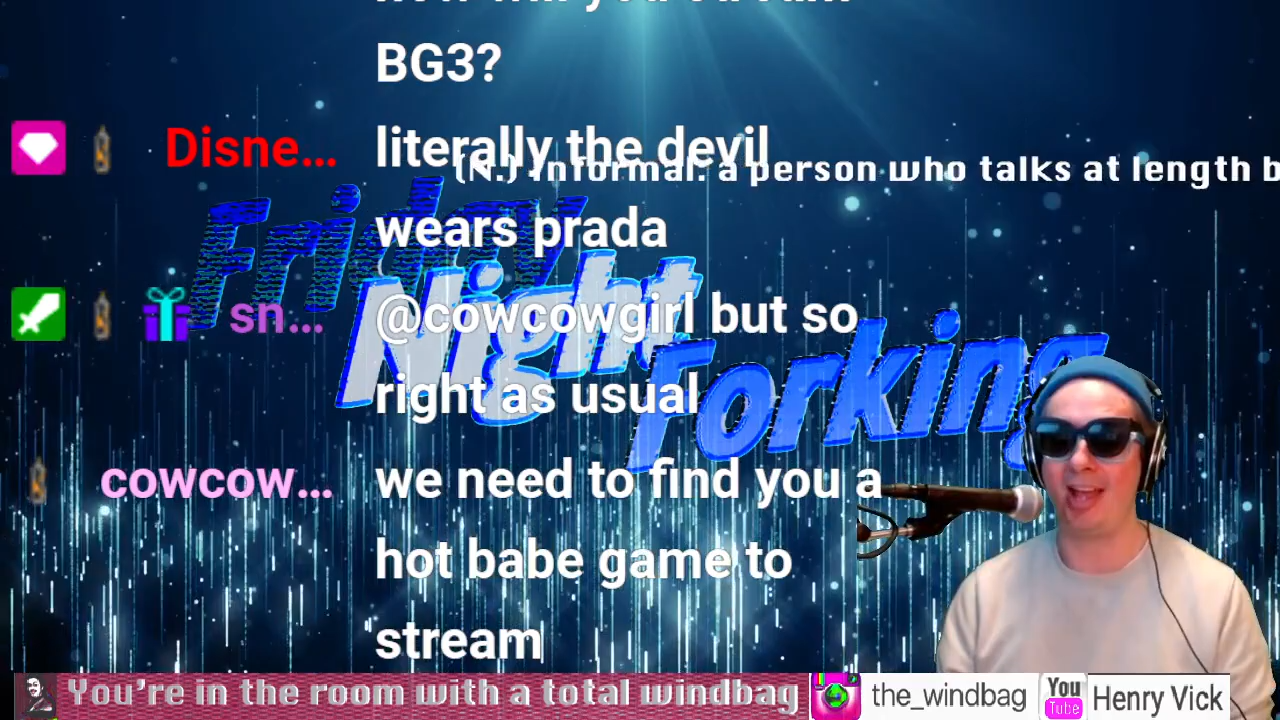 BG3?
Disne… literally the devil
(N.) Informal: a person who talks at length
wears prada
Friday
Night
Forking
sn… @cowcowgirl but so
right as usual
cowcow… we need to find you a
hot babe game to
stream
You're in the room with a total windbag
the_windbag
You
Tube
Henry Vick